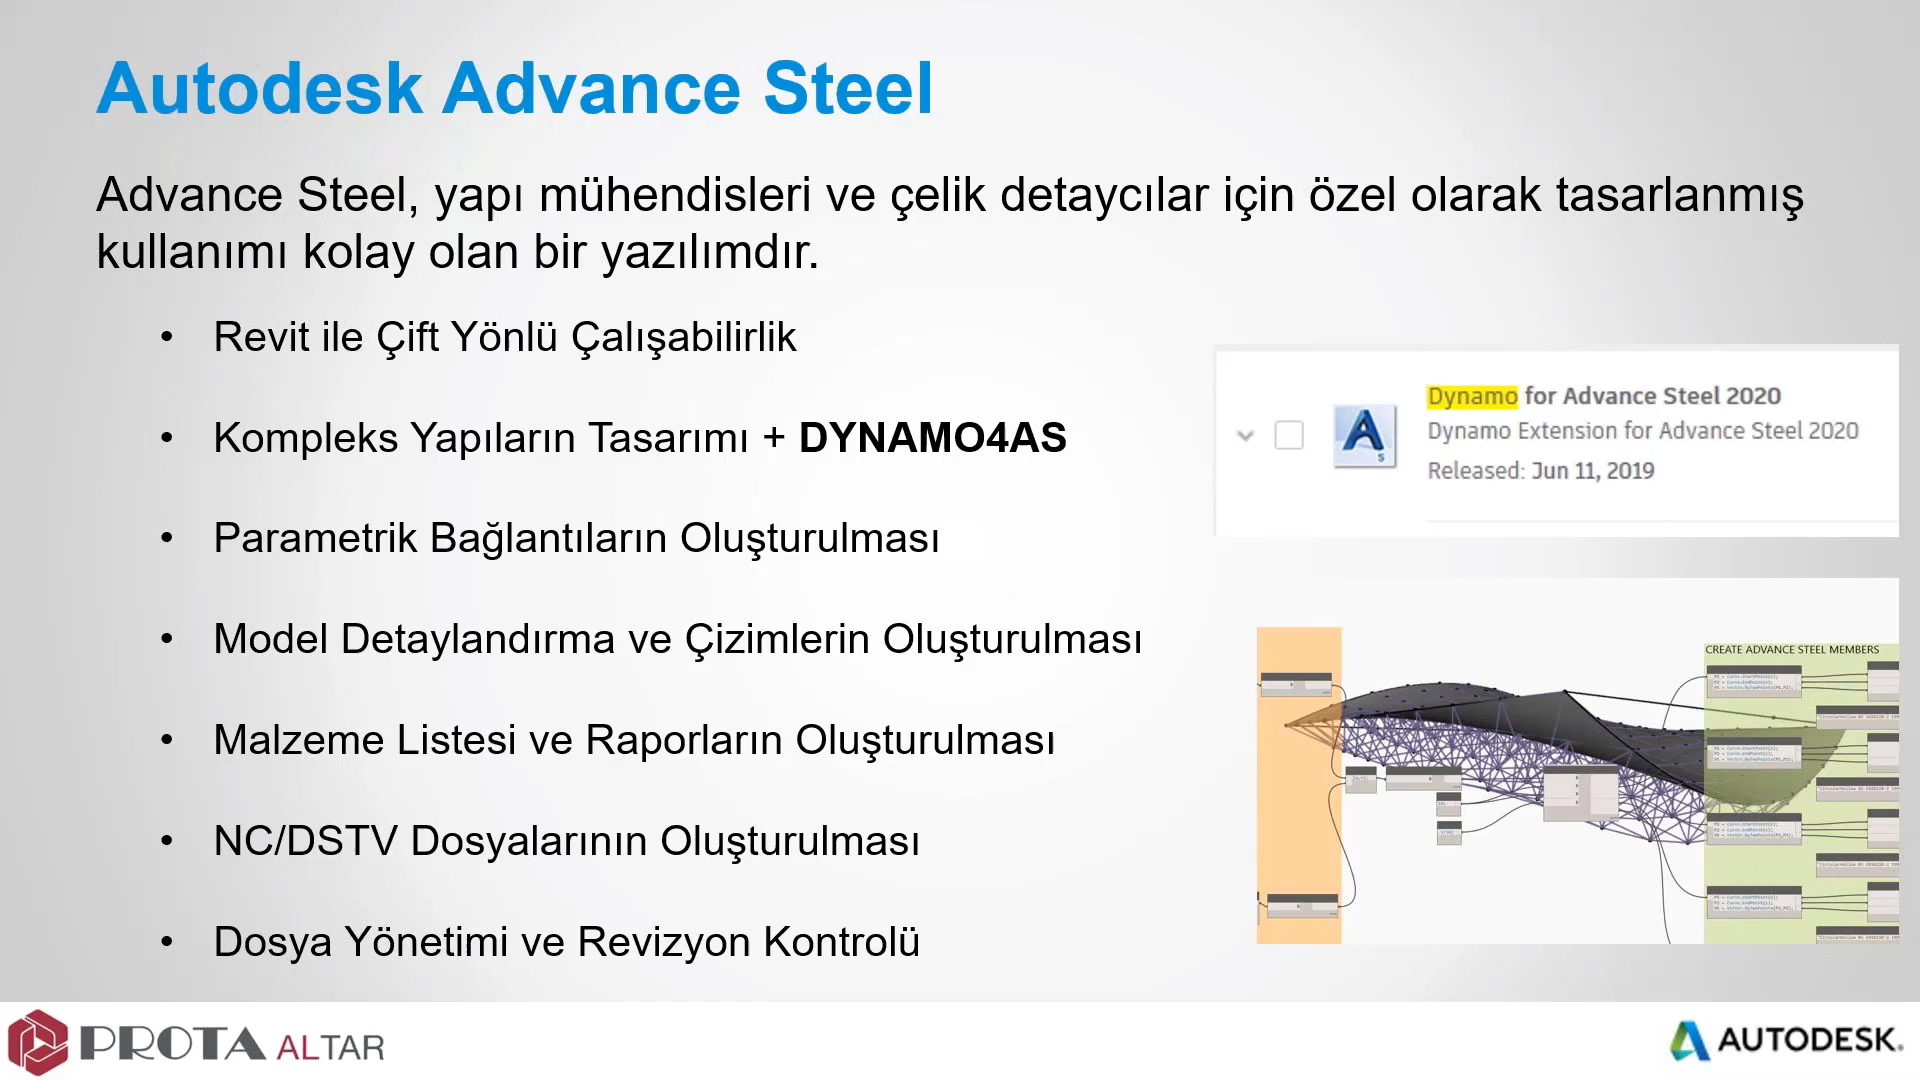 Autodesk Advance Steel
Advance Steel, yapı mühendisleri ve çelik detaycılar için özel olarak tasarlanmış
kullanımı kolay olan bir yazılımdır.
• Revit ile Çift Yönlü Çalışabilirlik
• Kompleks Yapıların Tasarımı + DYNAMO4AS
• Parametrik Bağlantıların Oluşturulması
• Model Detaylandırma ve Çizimlerin Oluşturulması
• Malzeme Listesi ve Raporların Oluşturulması
• NC/DSTV Dosyalarının Oluşturulması
• Dosya Yönetimi ve Revizyon Kontrolü
Dynamo for Advance Steel 2020
Dynamo Extension for Advance Steel 2020
Released: Jun 11, 2019
CREATE ADVANCE STEEL MEMBERS
PROTA ALTAR
AUTODESK.